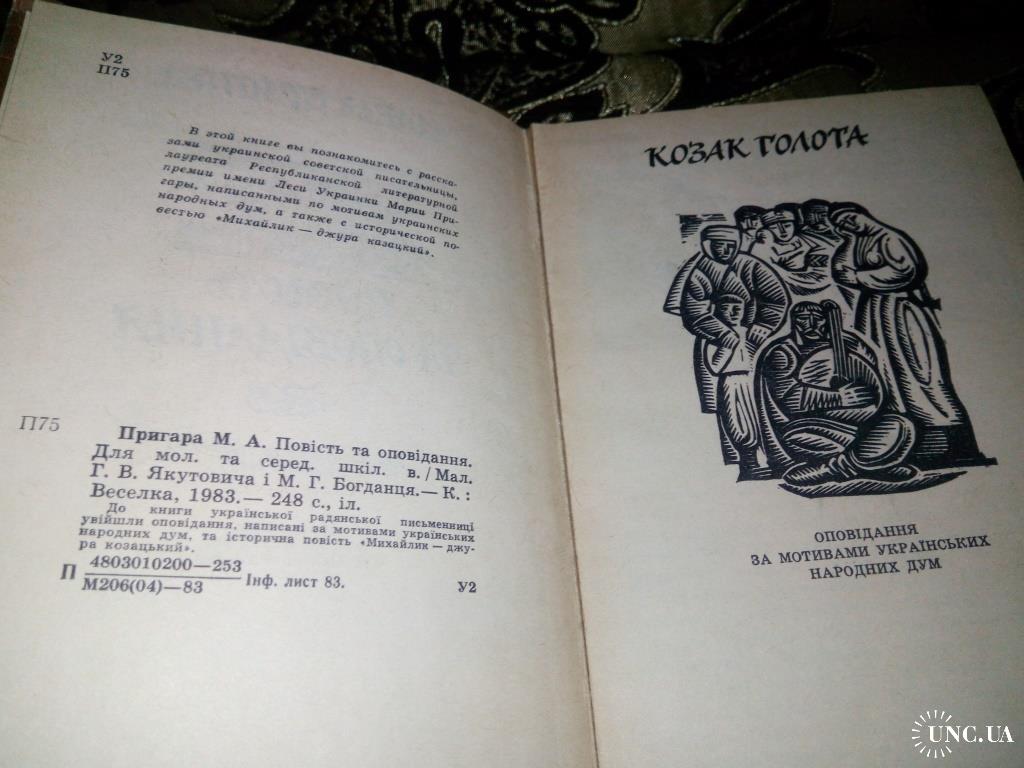 У2
П75
В этой книге вы познакомитесь с расска-
зами украинской советской писательницы,
лауреата Республиканской литературной
премии имени Леси Украинки Марии При-
гары, написанными по мотивам украинских
народных дум, а также с исторической по-
вестью «Михайлик — джура казацкий».
П75
Пригара М. А. Повість та оповідання.
Для мол. та серед. шкіл. в. / Мал.
Г. В. Якутовича і М. Г. Богданця.— К. :
Веселка, 1983.— 248 с., іл.
До книги української радянської письменниці
увійшли оповідання, написані за мотивами українських
народних дум, та історична повість «Михайлик — джу-
ра козацький».
П 4803010200—253
М206(04)—83 Інф. лист 83. У2
КОЗАК ГОЛОТА
ОПОВІДАННЯ
ЗА МОТИВАМИ УКРАЇНСЬКИХ
НАРОДНИХ ДУМ
UNC.UA